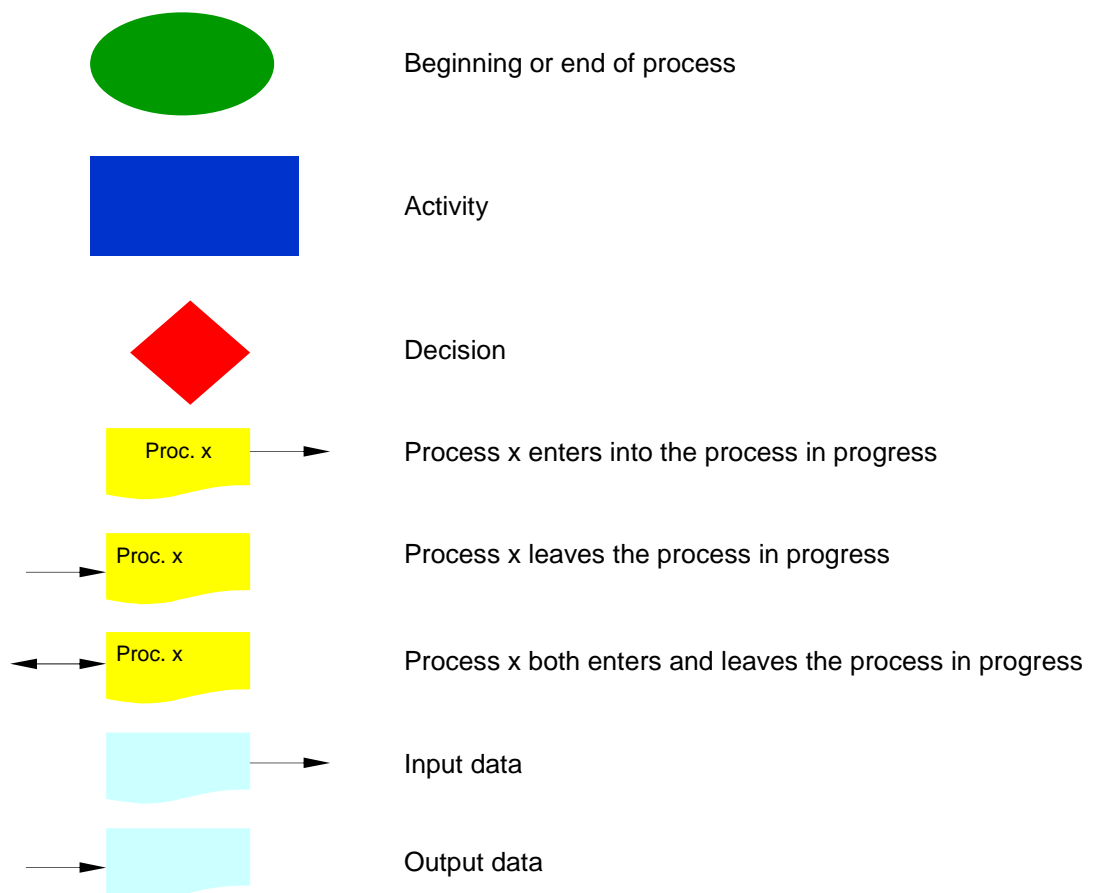 Beginning or end of process
Activity
Decision
Proc. x
Process x enters into the process in progress
Proc. x
Process x leaves the process in progress
Proc. x
Process x both enters and leaves the process in progress
Input data
Output data